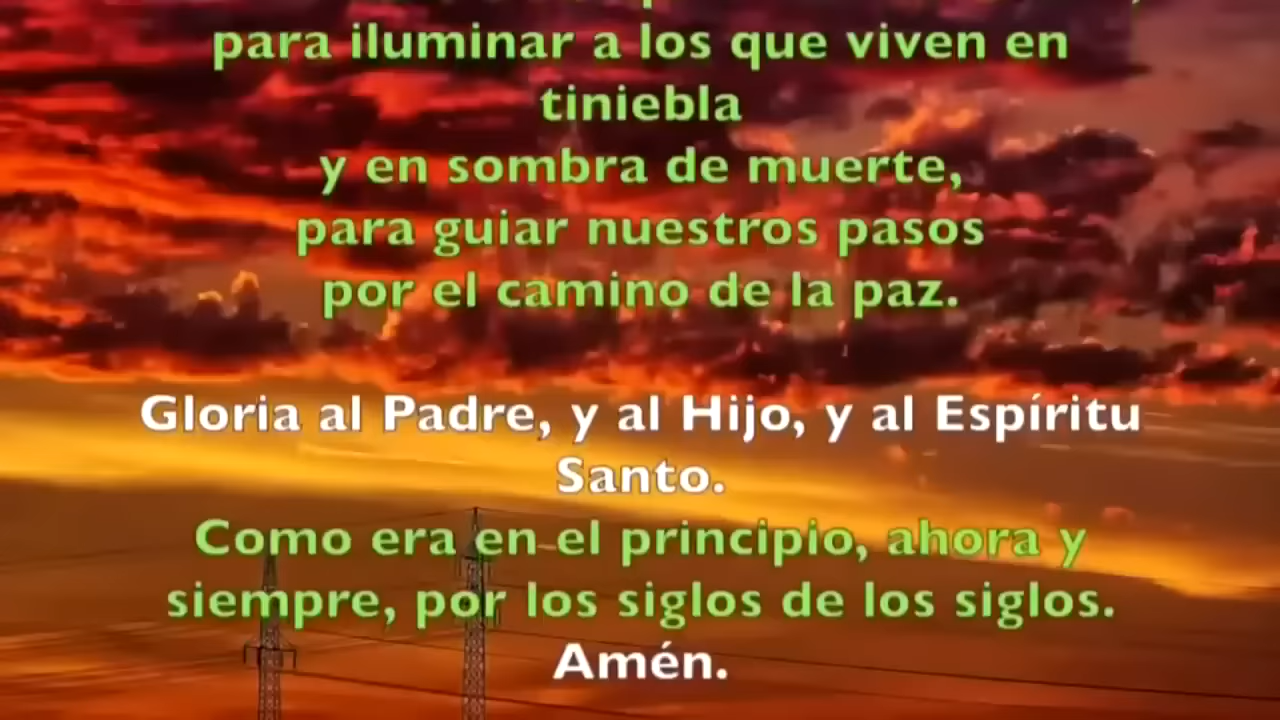 para iluminar a los que viven en
tiniebla
y en sombra de muerte,
para guiar nuestros pasos
por el camino de la paz.
Gloria al Padre, y al Hijo, y al Espíritu
Santo.
Como era en el principio, ahora y
siempre, por los siglos de los siglos.
Amén.